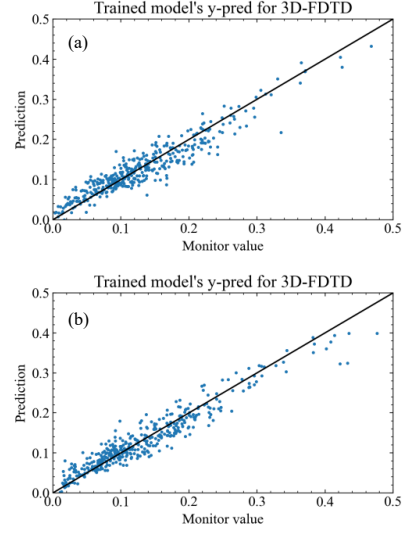 Trained model's y-pred for 3D-FDTD
(a)
0.5
0.4
0.3
0.2
0.1
0.0
Prediction
0.0 0.1 0.2 0.3 0.4 0.5
Monitor value
Trained model's y-pred for 3D-FDTD
(b)
0.5
0.4
0.3
0.2
0.1
0.0
Prediction
0.0 0.1 0.2 0.3 0.4 0.5
Monitor value